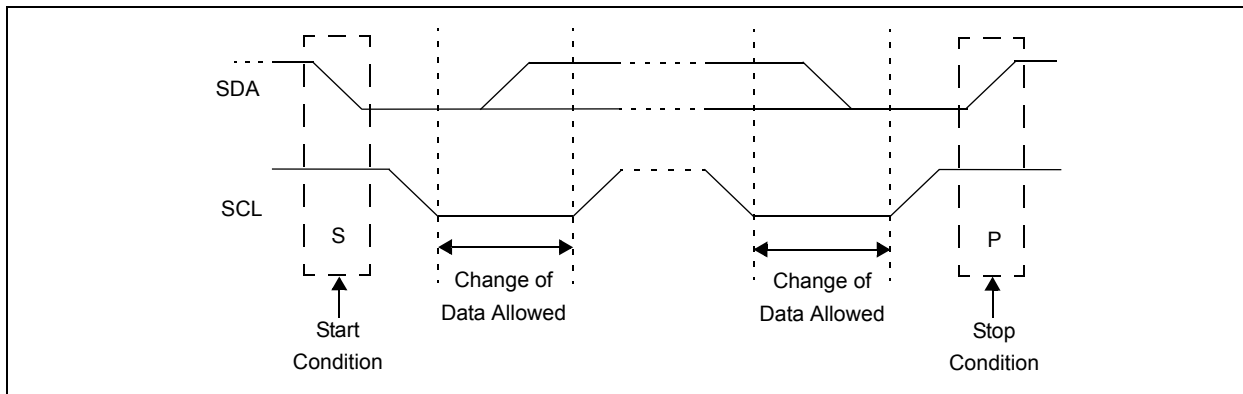 SDA
SCL
S
P
Change of
Data Allowed
Change of
Data Allowed
Start
Condition
Stop
Condition